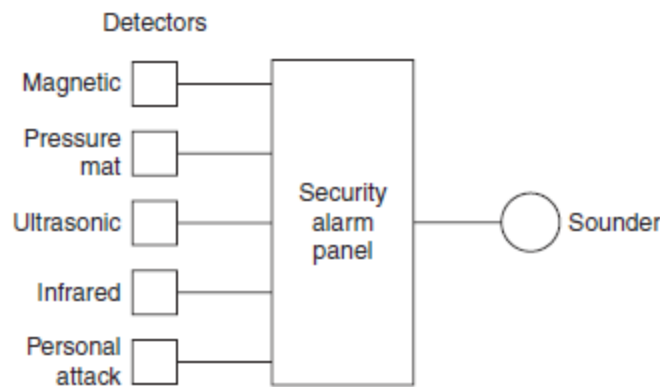 Detectors
Magnetic
Pressure
mat
Ultrasonic
Infrared
Personal
attack
Security
alarm
panel
Sounder